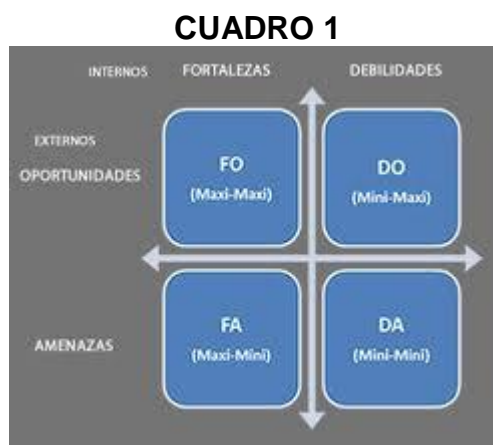 CUADRO 1
INTERNOS FORTALEZAS DEBILIDADES
EXTERNOS
OPORTUNIDADES
FO
(Maxi-Maxi)
DO
(Mini-Maxi)
AMENAZAS
FA
(Maxi-Mini)
DA
(Mini-Mini)